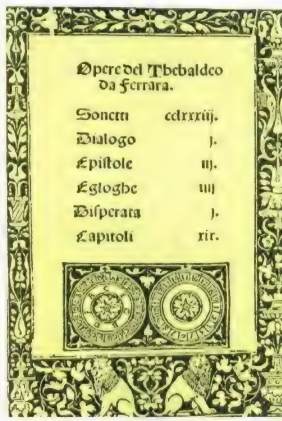 Opere del Thebaldeo
da Ferrara.
Sonetti cclxxxiij.
Dialogo j.
Epistole iij.
Egloghe iiij
Disperata j.
Capitoli xix.